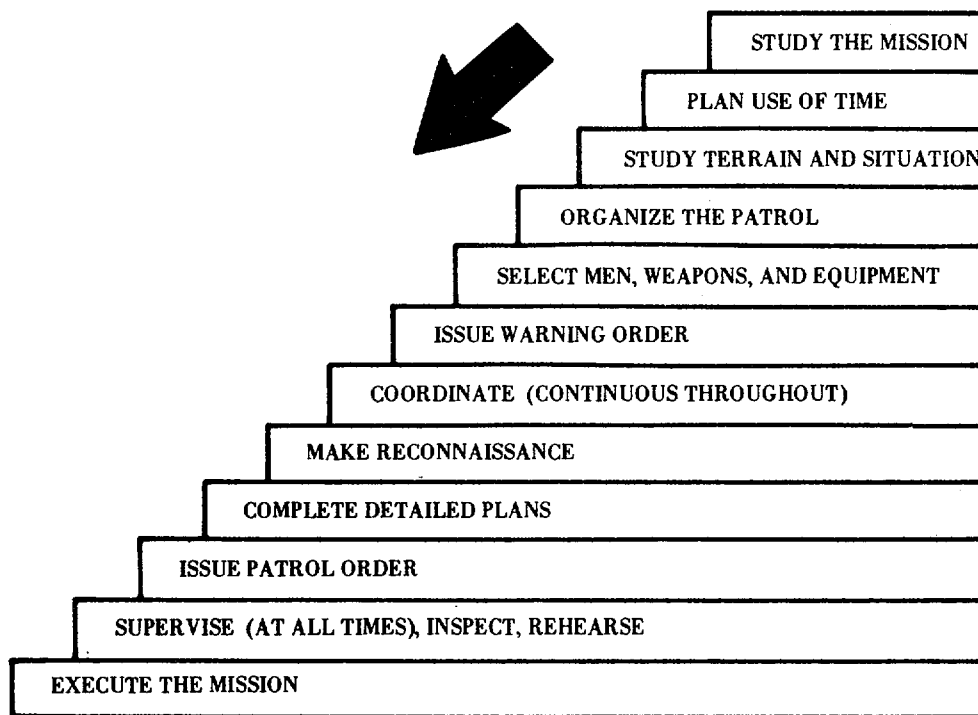 STUDY THE MISSION
PLAN USE OF TIME
STUDY TERRAIN AND SITUATION
ORGANIZE THE PATROL
SELECT MEN, WEAPONS, AND EQUIPMENT
ISSUE WARNING ORDER
COORDINATE (CONTINUOUS THROUGHOUT)
MAKE RECONNAISSANCE
COMPLETE DETAILED PLANS
ISSUE PATROL ORDER
SUPERVISE (AT ALL TIMES), INSPECT, REHEARSE
EXECUTE THE MISSION